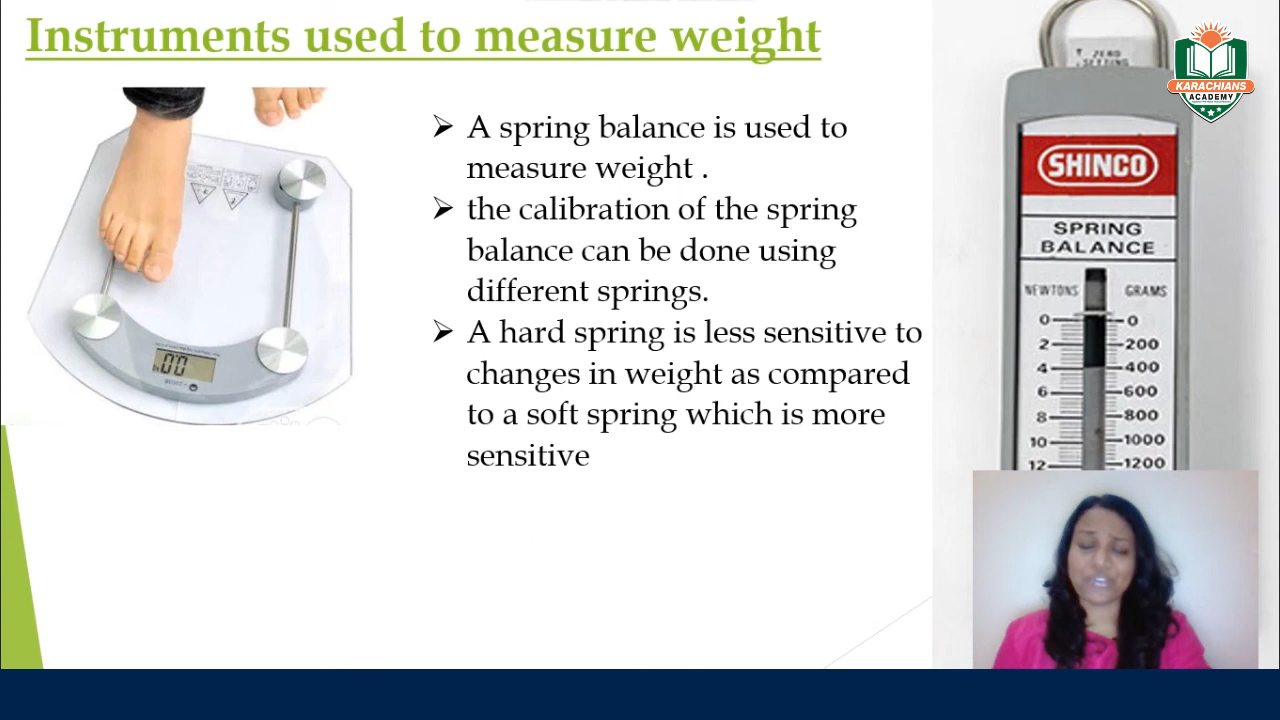 Instruments used to measure weight
➢ A spring balance is used to
measure weight .
➢ the calibration of the spring
balance can be done using
different springs.
➢ A hard spring is less sensitive to
changes in weight as compared
to a soft spring which is more
sensitive
ZERO
SETTING
KARACHIANS
ACADEMY
SHINCO
SPRING
BALANCE
NEWTONS GRAMS
0 0
2 200
4 400
6 600
8 800
10 1000
12 1200